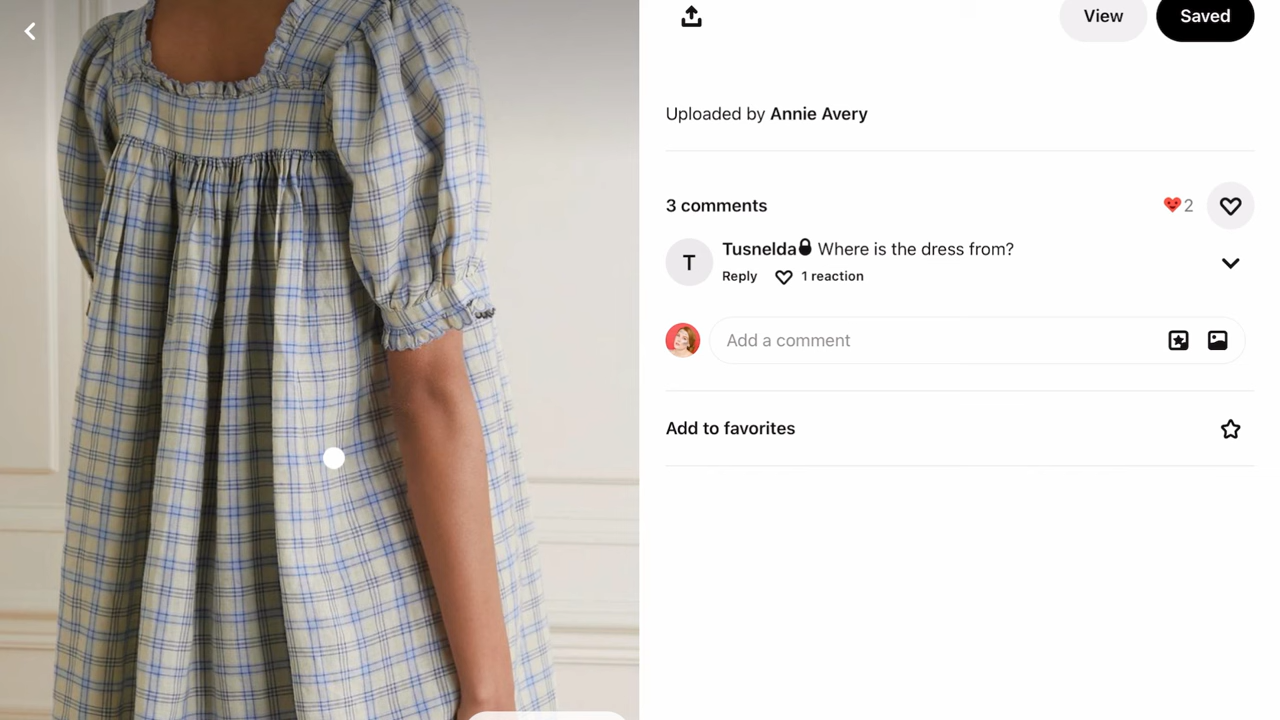 View
Saved
Uploaded by Annie Avery
3 comments
2
T
Tusnelda Where is the dress from?
Reply
1 reaction
Add a comment
Add to favorites